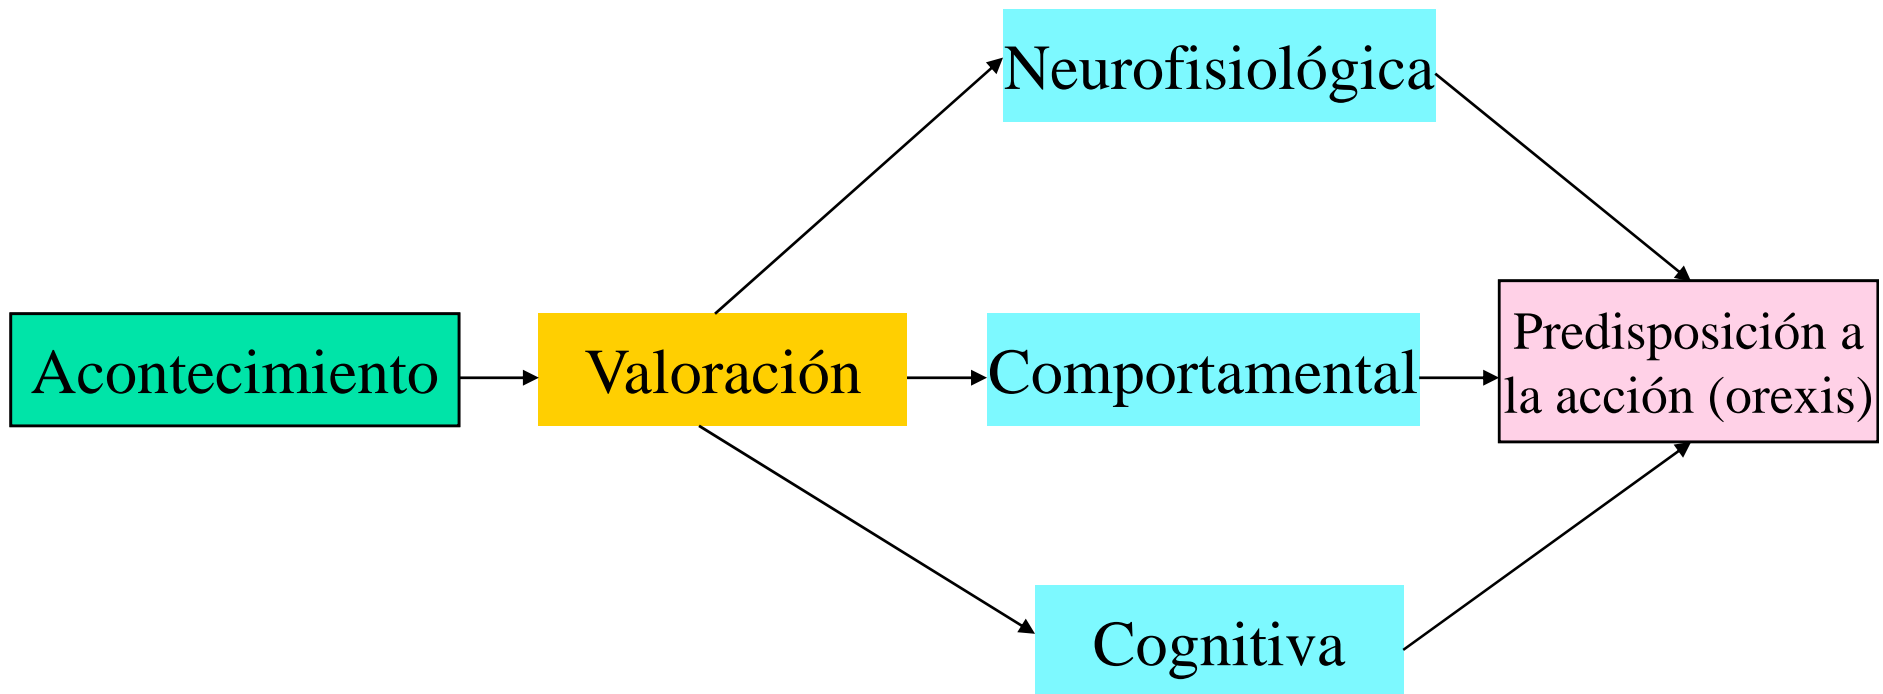 Neurofisiológica
Acontecimiento
Valoración
Comportamental
Predisposición a
la acción (orexis)
Cognitiva